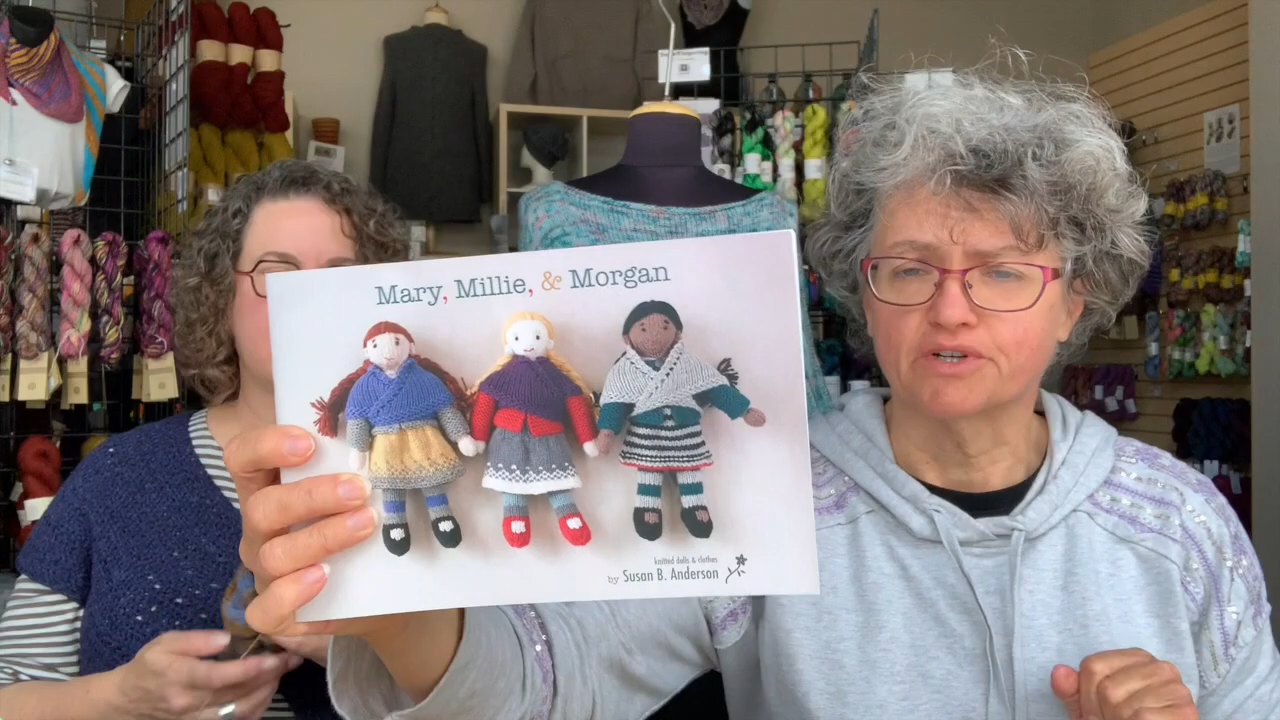 Mary, Millie, & Morgan
knitted dolls & clothes
by Susan B. Anderson